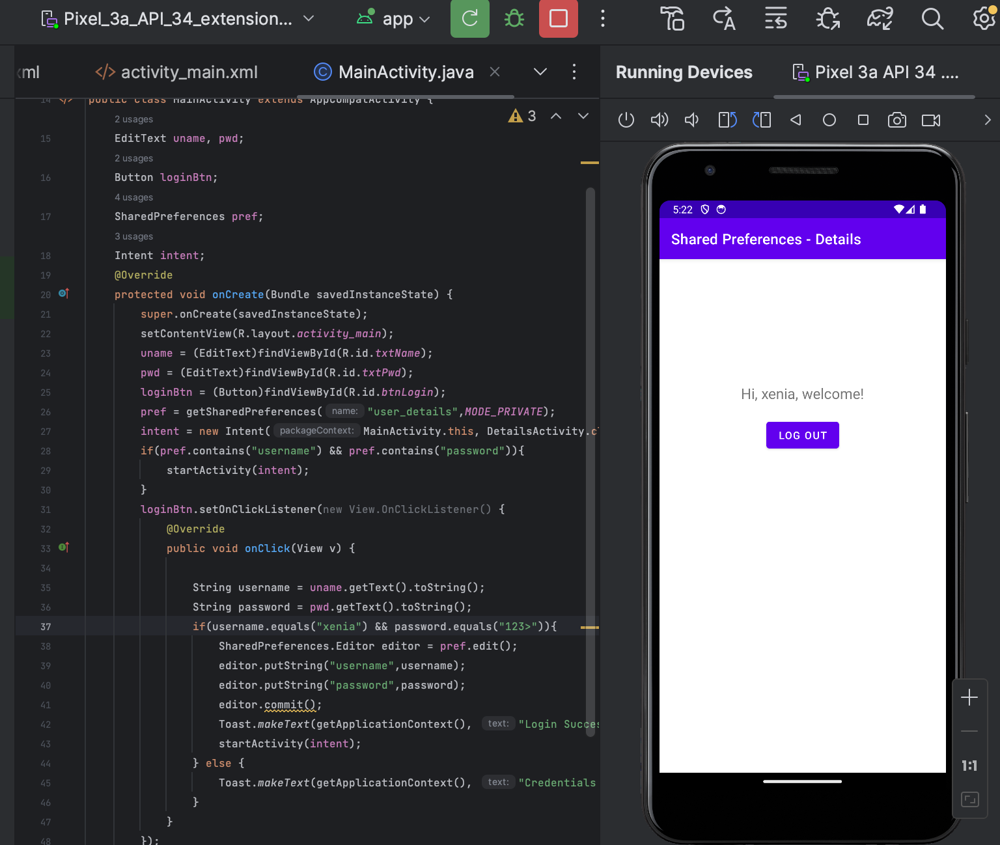 Pixel_3a_API_34_extension...
app
xml
activity_main.xml
MainActivity.java
Running Devices
Pixel 3a API 34 ....
3
14 public class MainActivity extends AppCompatActivity {
2 usages
15 EditText uname, pwd;
2 usages
16 Button loginBtn;
4 usages
17 SharedPreferences pref;
3 usages
18 Intent intent;
19 @Override
20 protected void onCreate(Bundle savedInstanceState) {
21 super.onCreate(savedInstanceState);
22 setContentView(R.layout.activity_main);
23 uname = (EditText)findViewById(R.id.txtName);
24 pwd = (EditText)findViewById(R.id.txtPwd);
25 loginBtn = (Button)findViewById(R.id.btnLogin);
26 pref = getSharedPreferences( name: "user_details",MODE_PRIVATE);
27 intent = new Intent( packageContext: MainActivity.this, DetailsActivity.cl
28 if(pref.contains("username") && pref.contains("password")){
29 startActivity(intent);
30 }
31 loginBtn.setOnClickListener(new View.OnClickListener() {
32 @Override
33 public void onClick(View v) {
34
35 String username = uname.getText().toString();
36 String password = pwd.getText().toString();
37 if(username.equals("xenia") && password.equals("123>")){
38 SharedPreferences.Editor editor = pref.edit();
39 editor.putString("username",username);
40 editor.putString("password",password);
41 editor.commit();
42 Toast.makeText(getApplicationContext(), text: "Login Succes
43 startActivity(intent);
44 } else {
45 Toast.makeText(getApplicationContext(), text: "Credentials
46 }
47 }
48 });
5:22
Shared Preferences - Details
Hi, xenia, welcome!
LOG OUT
1:1